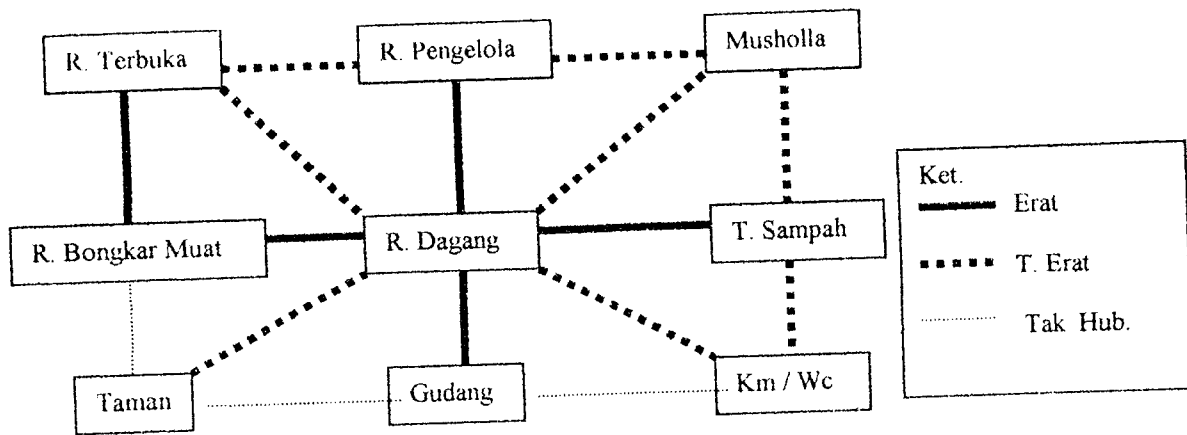 R. Terbuka
R. Pengelola
Musholla
R. Bongkar Muat
R. Dagang
T. Sampah
Taman
Gudang
Km / Wc
Ket.
Erat
T. Erat
Tak Hub.